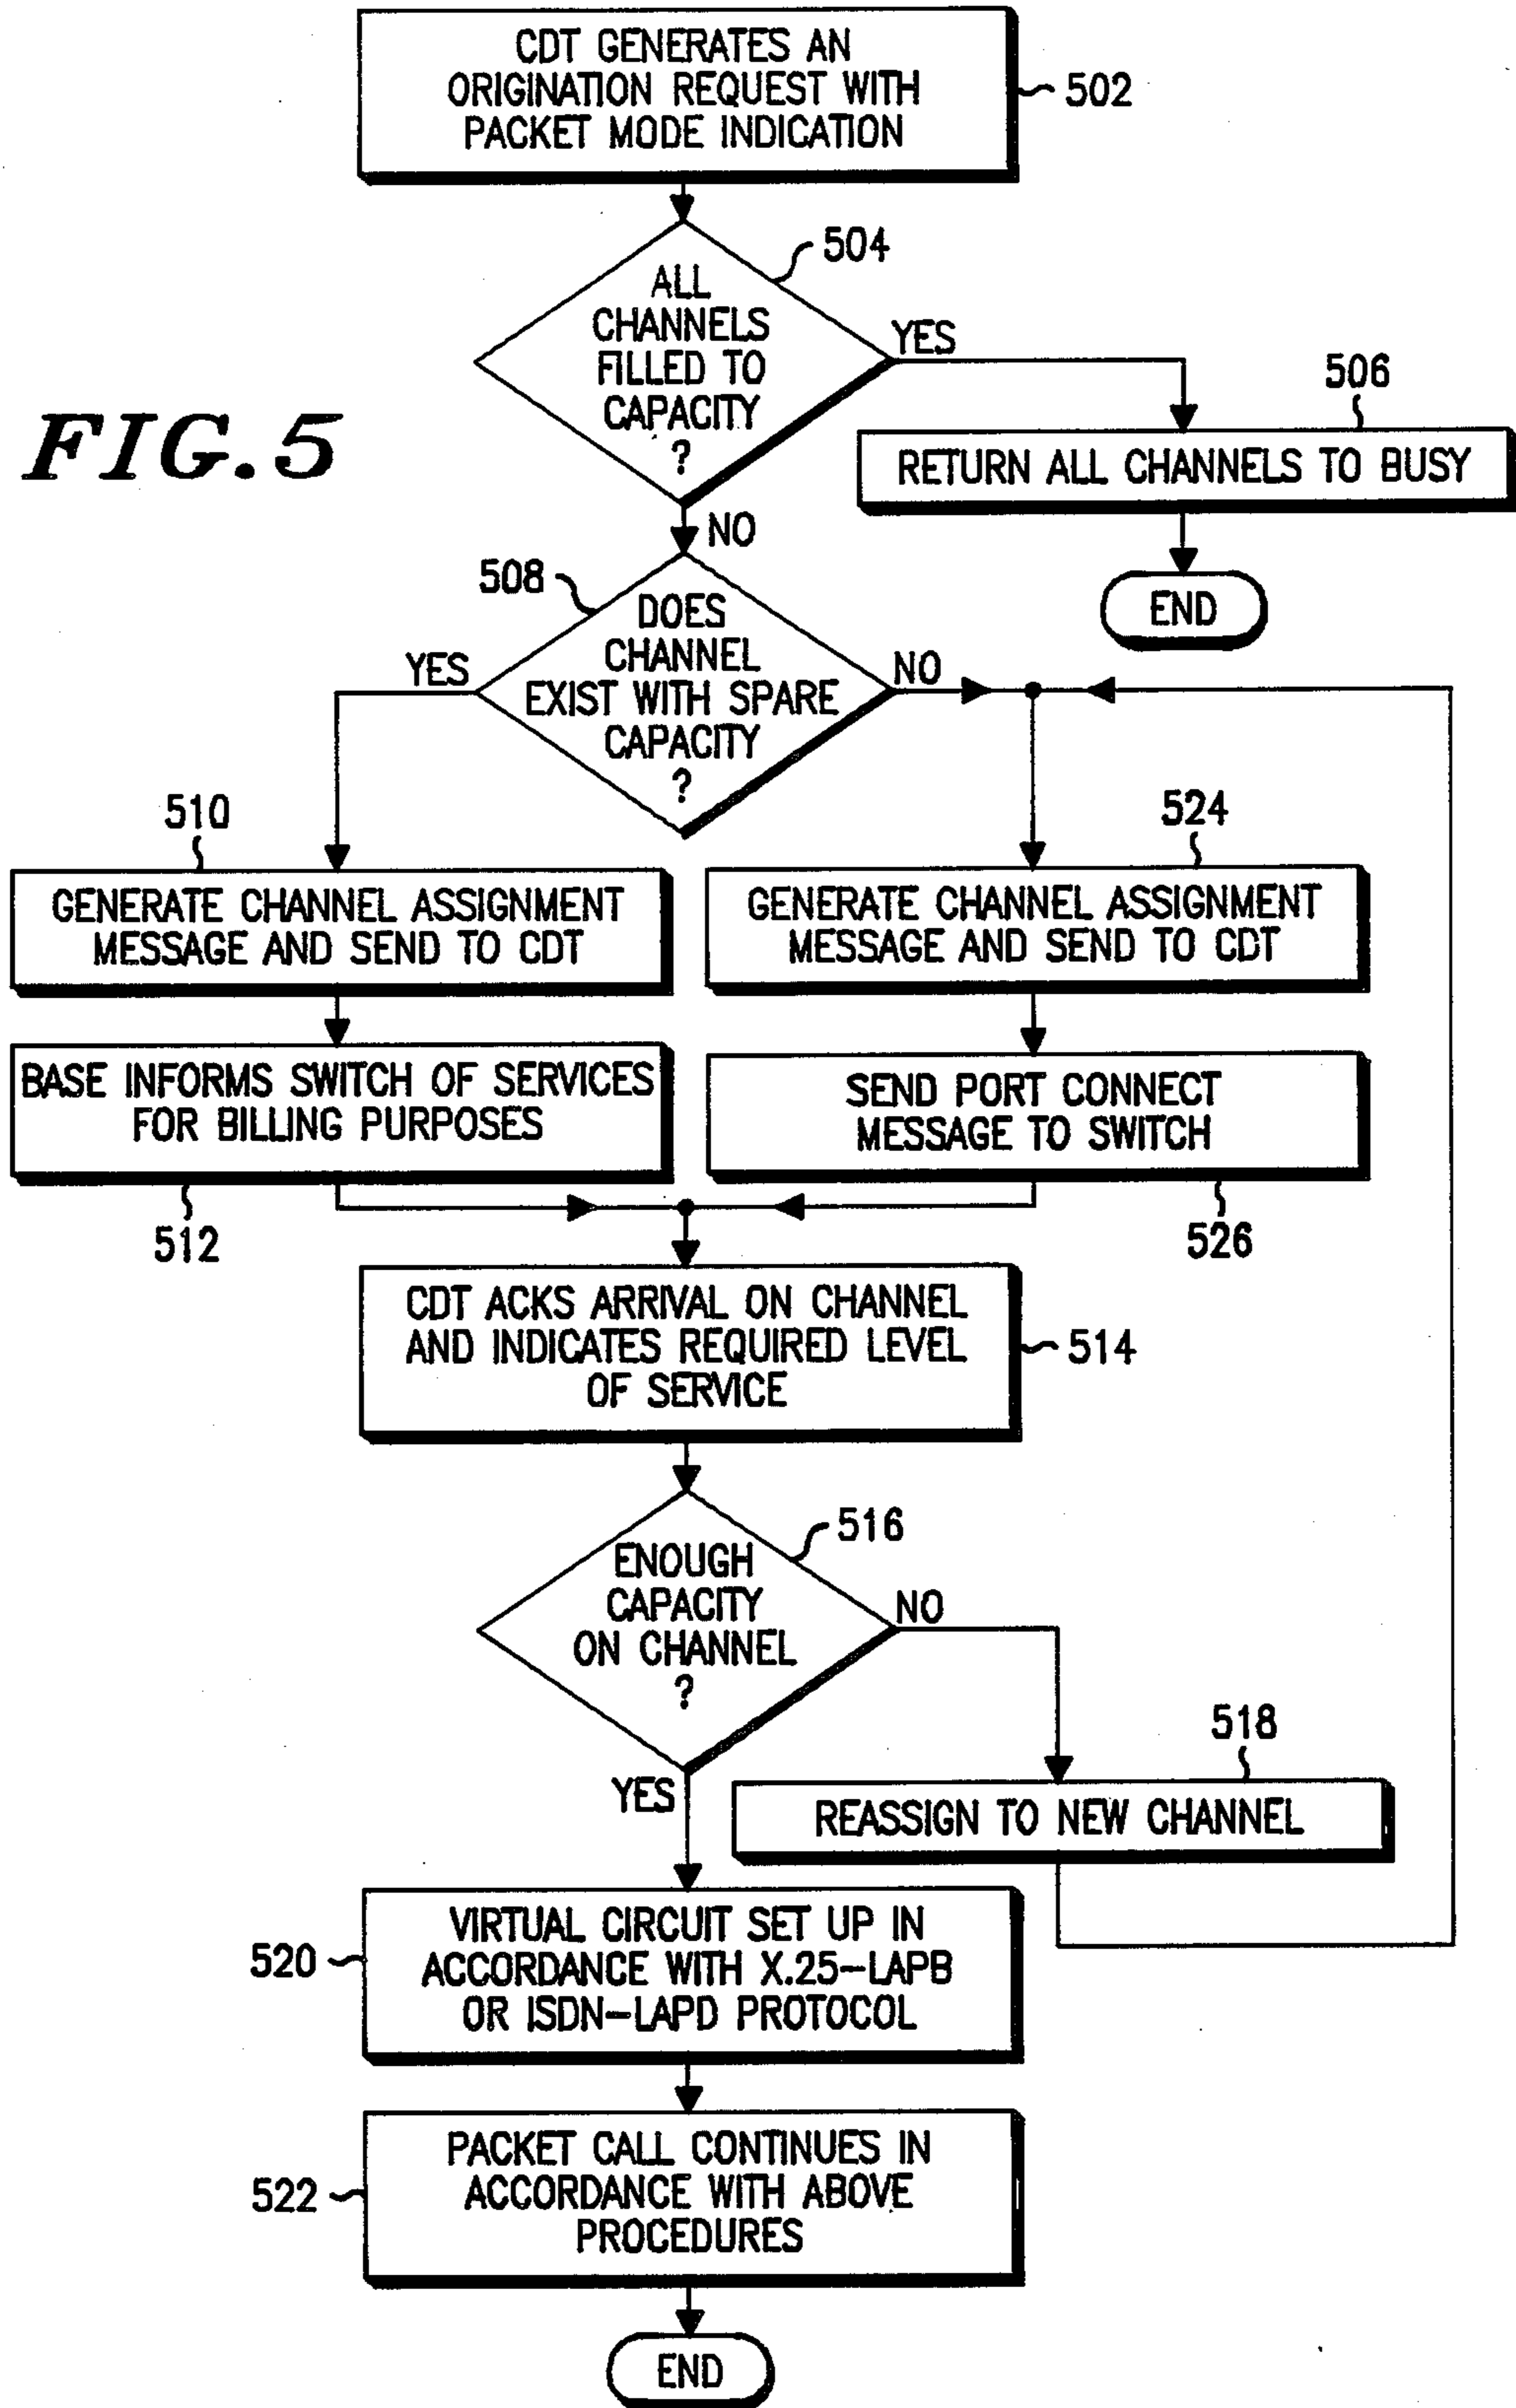 CDT GENERATES AN
ORIGINATION REQUEST WITH
PACKET MODE INDICATION
502
504
ALL
CHANNELS
FILLED TO
CAPACITY
?
YES
NO
FIG.5
506
RETURN ALL CHANNELS TO BUSY
END
508
DOES
CHANNEL
EXIST WITH SPARE
CAPACITY
?
YES
NO
510
GENERATE CHANNEL ASSIGNMENT
MESSAGE AND SEND TO CDT
524
GENERATE CHANNEL ASSIGNMENT
MESSAGE AND SEND TO CDT
BASE INFORMS SWITCH OF SERVICES
FOR BILLING PURPOSES
512
SEND PORT CONNECT
MESSAGE TO SWITCH
526
CDT ACKS ARRIVAL ON CHANNEL
AND INDICATES REQUIRED LEVEL
OF SERVICE
514
516
ENOUGH
CAPACITY
ON CHANNEL
?
NO
YES
518
REASSIGN TO NEW CHANNEL
520
VIRTUAL CIRCUIT SET UP IN
ACCORDANCE WITH X.25-LAPB
OR ISDN-LAPD PROTOCOL
522
PACKET CALL CONTINUES IN
ACCORDANCE WITH ABOVE
PROCEDURES
END